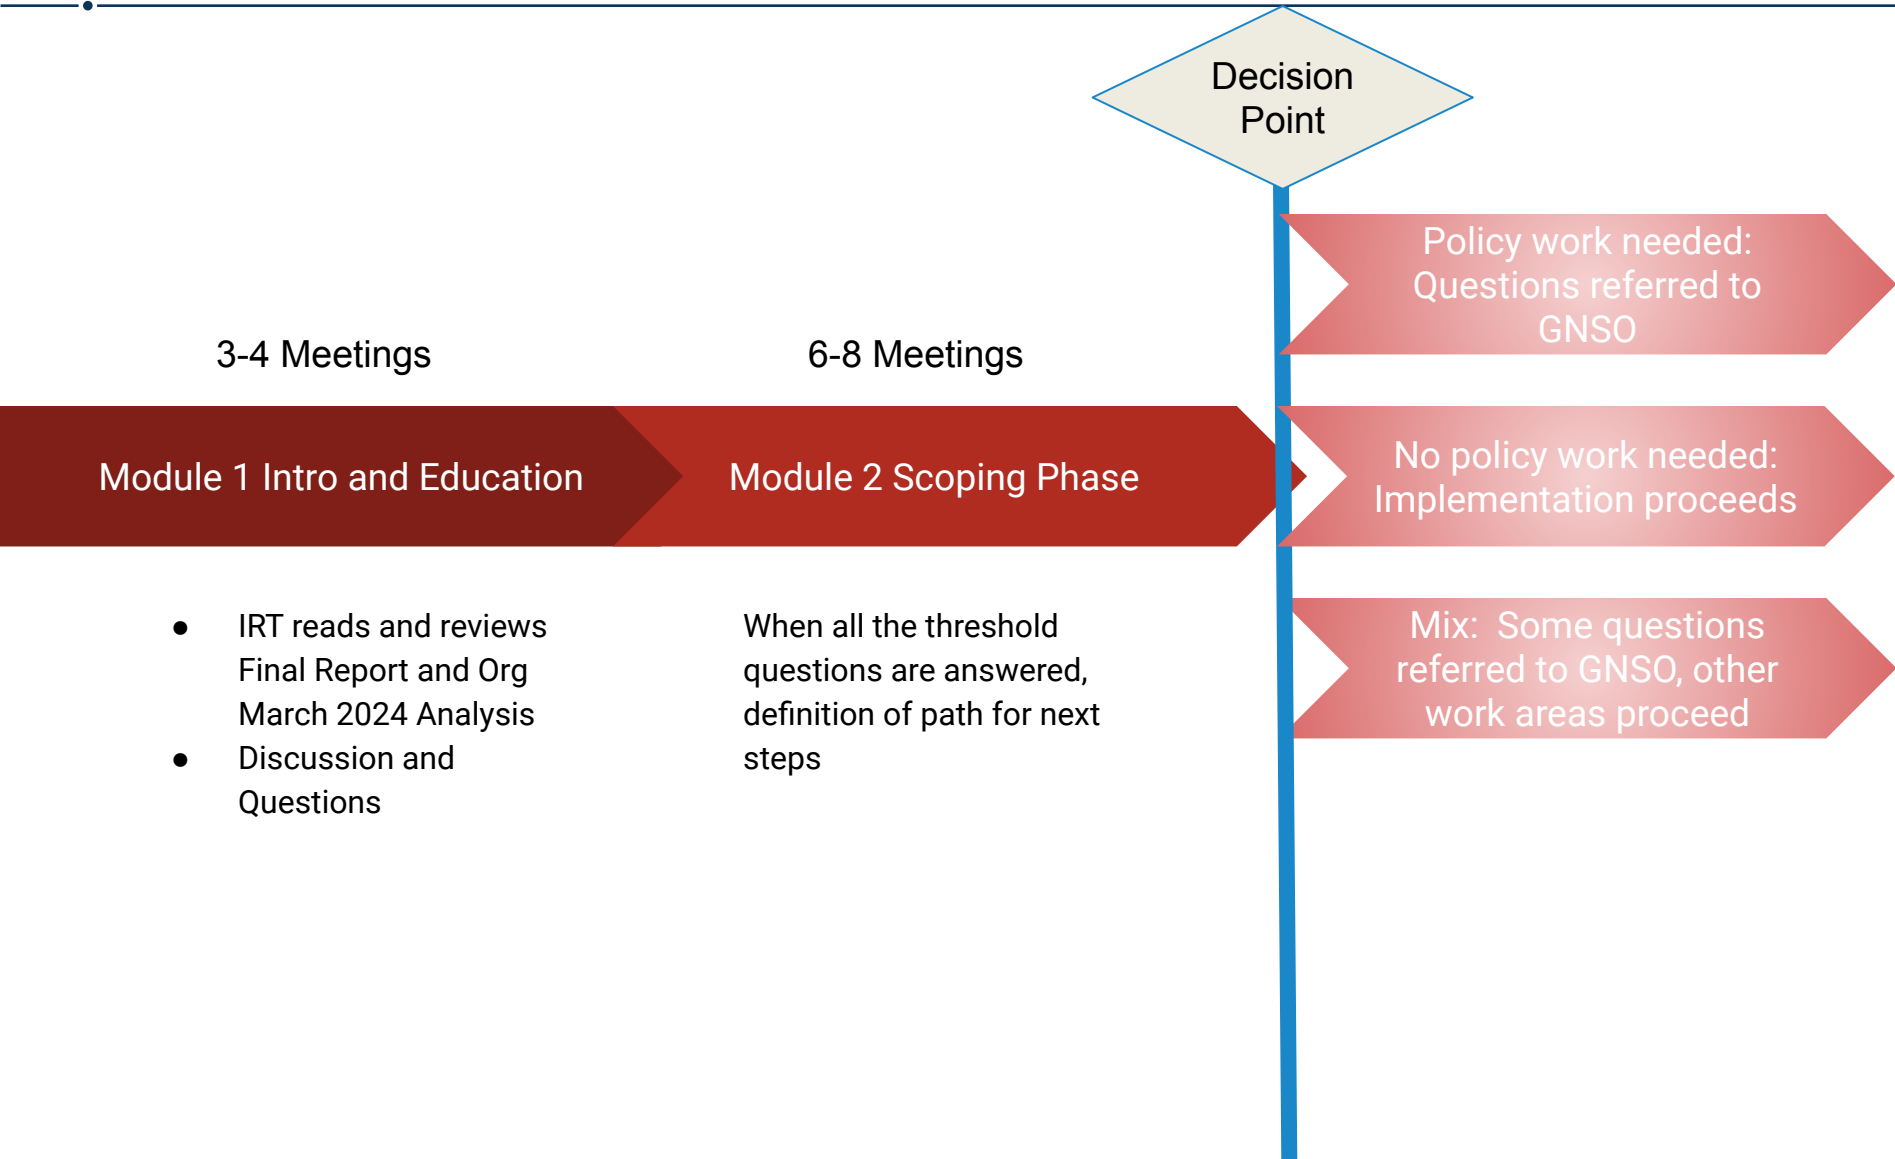 Decision
Point
Policy work needed:
Questions referred to
GNSO
3-4 Meetings
6-8 Meetings
Module 1 Intro and Education
Module 2 Scoping Phase
No policy work needed:
Implementation proceeds
● IRT reads and reviews
Final Report and Org
March 2024 Analysis
● Discussion and
Questions
When all the threshold
questions are answered,
definition of path for next
steps
Mix:  Some questions
referred to GNSO, other
work areas proceed